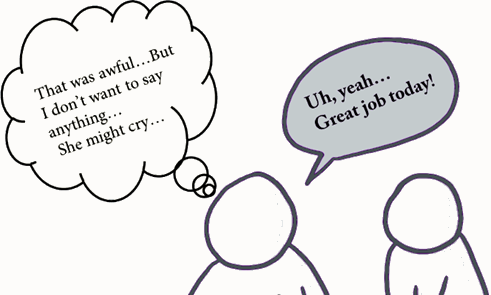 That was awful…But
I don't want to say
anything…
She might cry…
Uh, yeah…
Great job today!